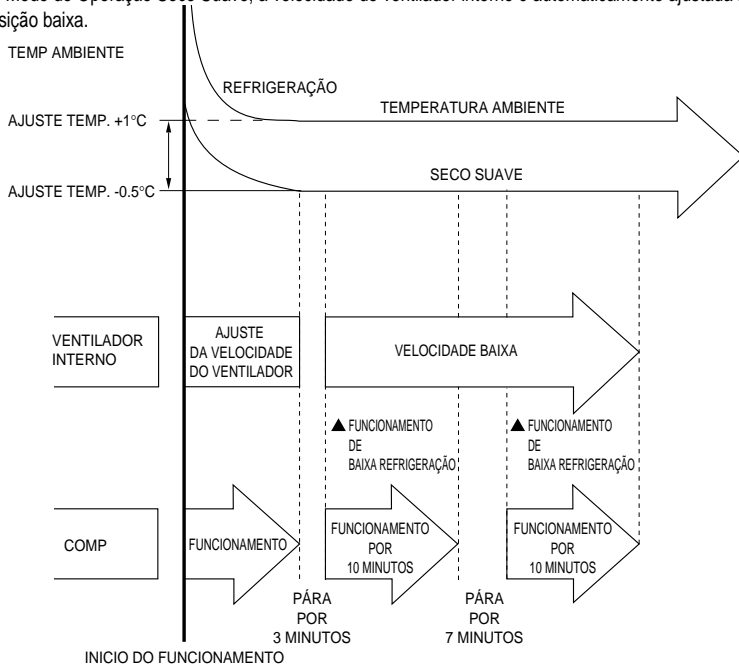 Modo de Operação Seco Suave, a velocidade do ventilador interno é automaticamente ajustada
sição baixa.
TEMP AMBIENTE
REFRIGERAÇÃO
TEMPERATURA AMBIENTE
AJUSTE TEMP. +1°C
SECO SUAVE
AJUSTE TEMP. -0.5°C
VENTILADOR
INTERNO
AJUSTE
DA VELOCIDADE
DO VENTILADOR
VELOCIDADE BAIXA
▲ FUNCIONAMENTO
DE
BAIXA REFRIGERAÇÃO
▲ FUNCIONAMENTO
DE
BAIXA REFRIGERAÇÃO
COMP
FUNCIONAMENTO
FUNCIONAMENTO
POR
10 MINUTOS
FUNCIONAMENTO
POR
10 MINUTOS
PÁRA
POR
3 MINUTOS
PÁRA
POR
7 MINUTOS
INICIO DO FUNCIONAMENTO